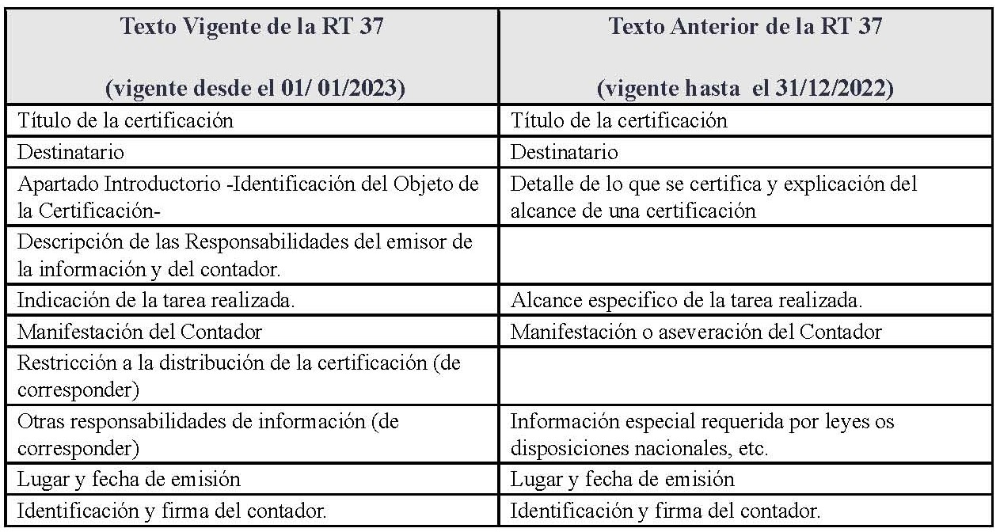 Texto Vigente de la RT 37
(vigente desde el 01/ 01/2023)
Texto Anterior de la RT 37
(vigente hasta el 31/12/2022)
Título de la certificación
Título de la certificación
Destinatario
Destinatario
Apartado Introductorio -Identificación del Objeto de
la Certificación-
Detalle de lo que se certifica y explicación del
alcance de una certificación
Descripción de las Responsabilidades del emisor de
la información y del contador.
Indicación de la tarea realizada.
Alcance especifico de la tarea realizada.
Manifestación del Contador
Manifestación o aseveración del Contador
Restricción a la distribución de la certificación (de
corresponder)
Otras responsabilidades de información (de
corresponder)
Información especial requerida por leyes os
disposiciones nacionales, etc.
Lugar y fecha de emisión
Lugar y fecha de emisión
Identificación y firma del contador.
Identificación y firma del contador.